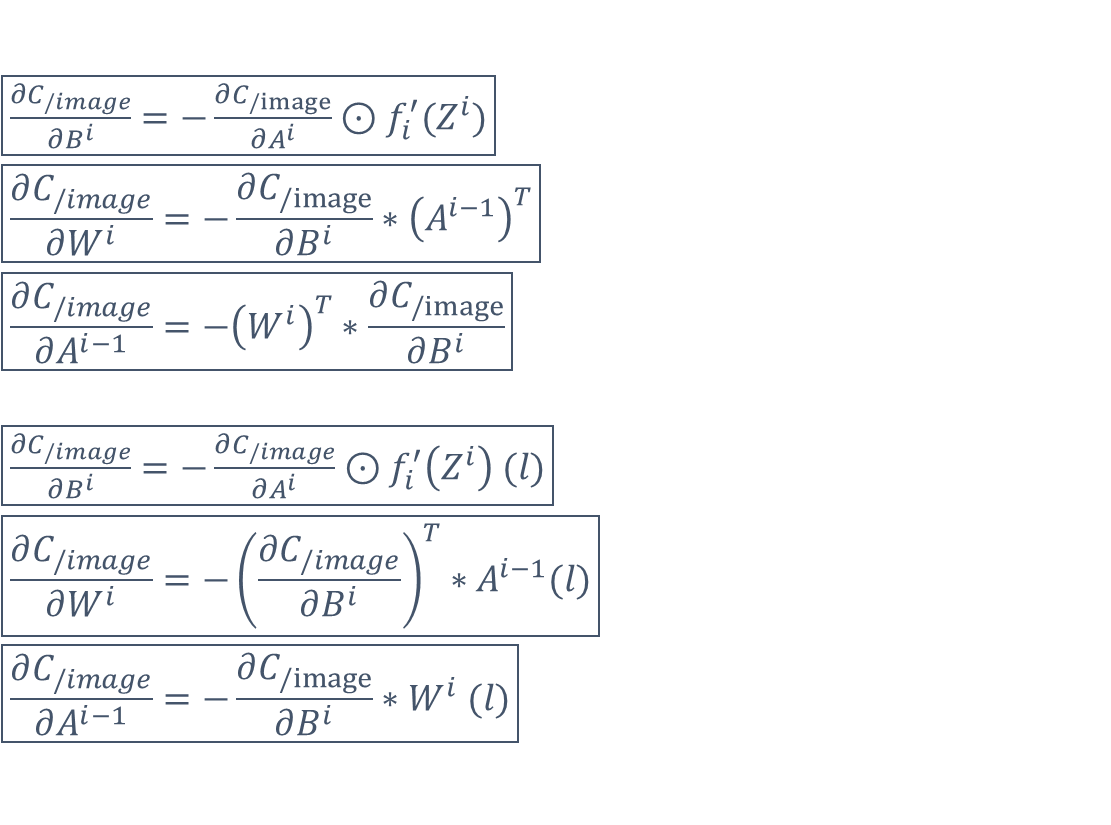 ∂C/image / ∂B^i = − ∂C/image / ∂A^i ⊙ f_i′(Z^i)
∂C/image / ∂W^i = − ∂C/image / ∂B^i * (A^{i−1})^T
∂C/image / ∂A^{i−1} = −(W^i)^T * ∂C/image / ∂B^i
∂C/image / ∂B^i = − ∂C/image / ∂A^i ⊙ f_i′(Z^i) (l)
∂C/image / ∂W^i = − (∂C/image / ∂B^i)^T * A^{i−1}(l)
∂C/image / ∂A^{i−1} = − ∂C/image / ∂B^i * W^i (l)